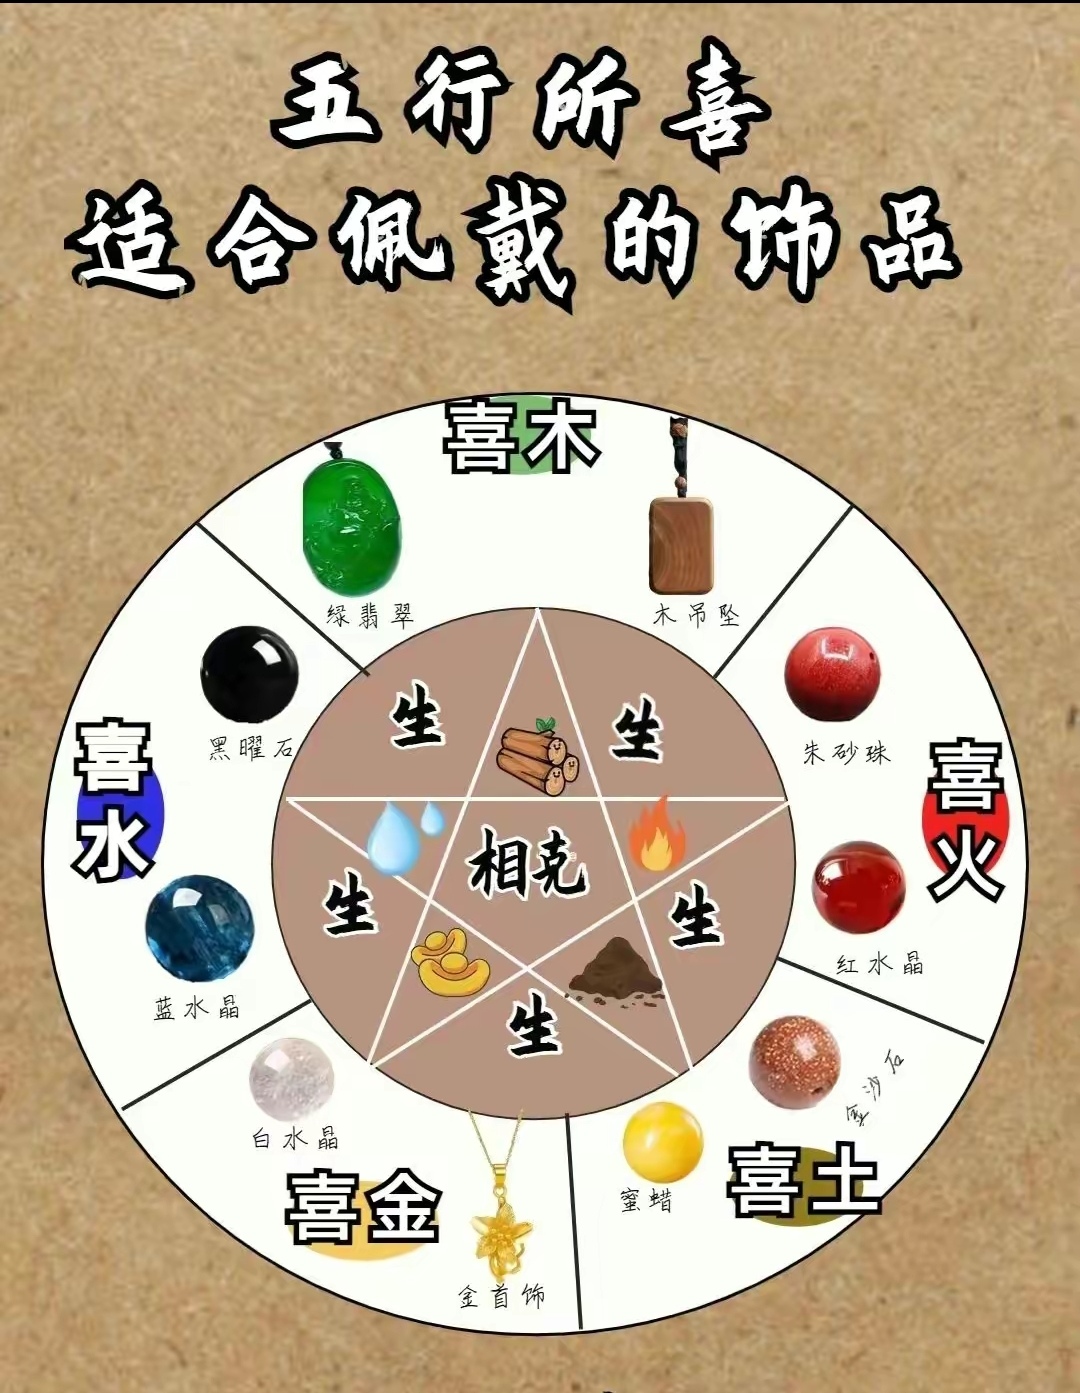 五行所喜
适合佩戴的饰品
喜木
绿翡翠
木吊坠
喜火
朱砂珠
红水晶
喜土
金沙石
蜜蜡
喜金
金首饰
白水晶
喜水
蓝水晶
黑曜石
生
生
生
生
生
相克